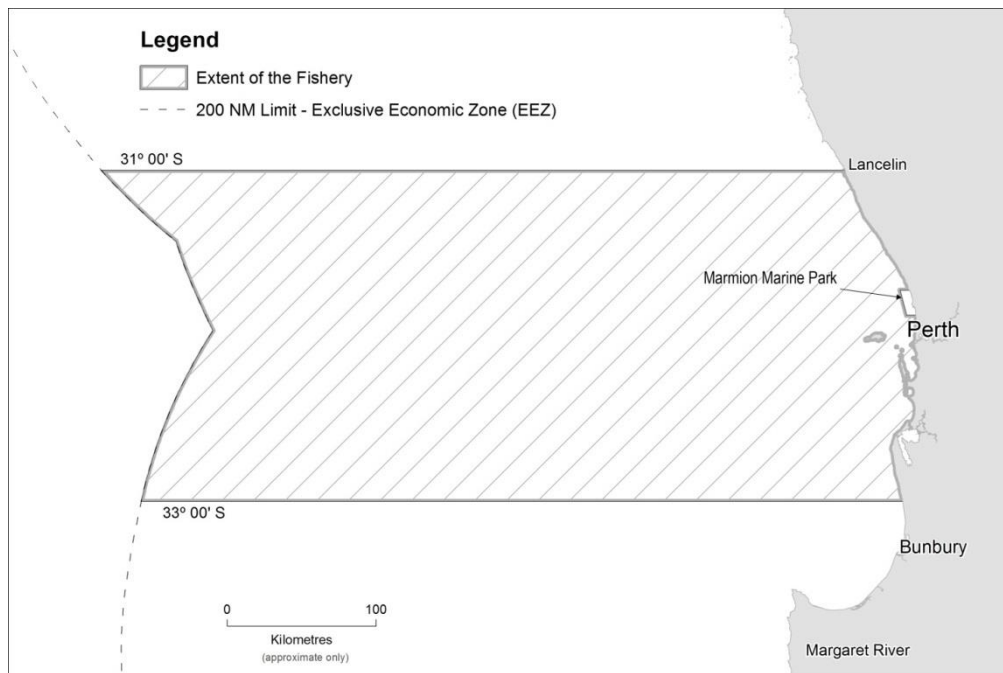 Legend
Extent of the Fishery
200 NM Limit - Exclusive Economic Zone (EEZ)
31º 00' S
Lancelin
Marmion Marine Park
Perth
33º 00' S
Bunbury
0 100
Kilometres
(approximate only)
Margaret River